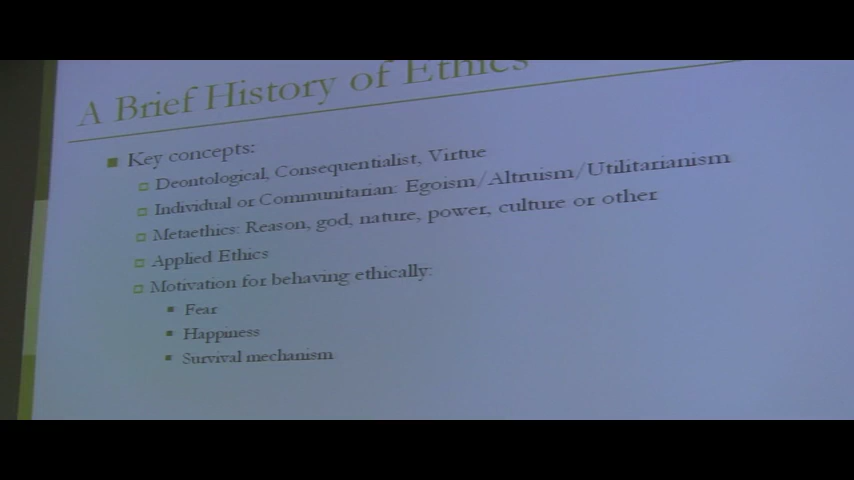 A Brief History of Ethics
Key concepts:
Deontological, Consequentialist, Virtue
Individual or Communitarian: Egoism/Altruism/Utilitarianism
Metaethics: Reason, god, nature, power, culture or other
Applied Ethics
Motivation for behaving ethically:
Fear
Happiness
Survival mechanism